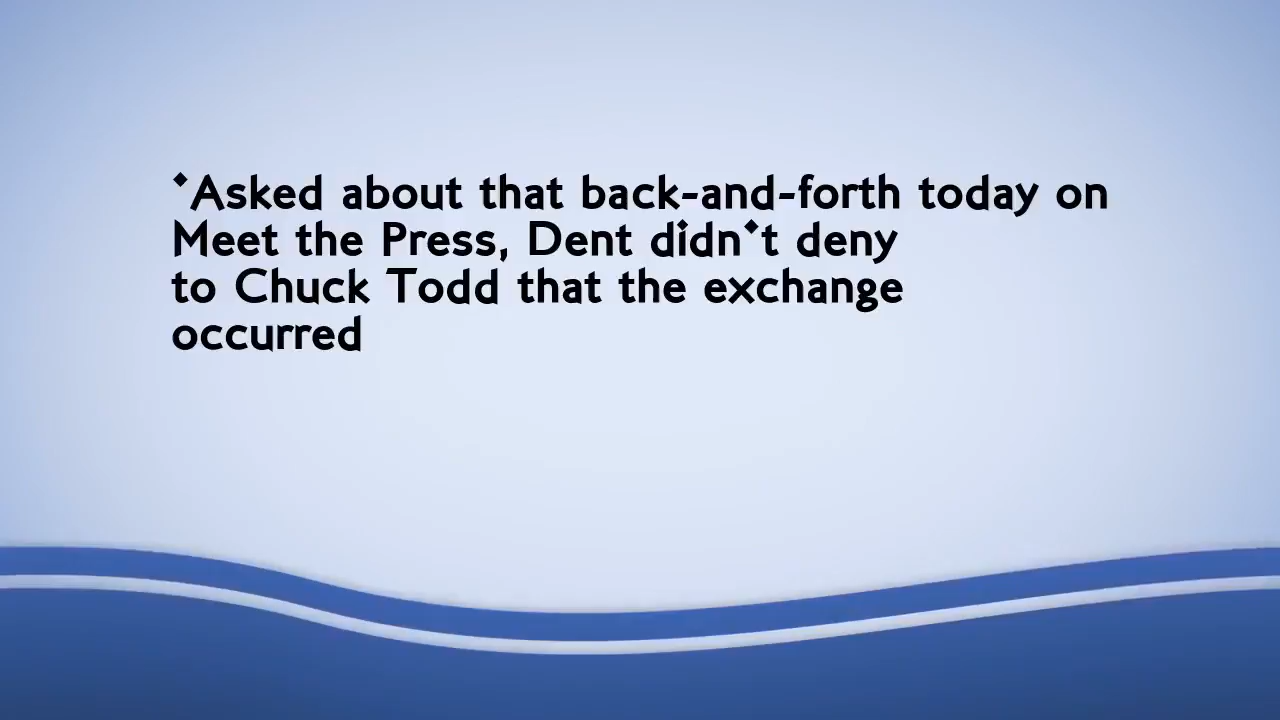 ◆Asked about that back-and-forth today on
Meet the Press, Dent didn◆t deny
to Chuck Todd that the exchange
occurred